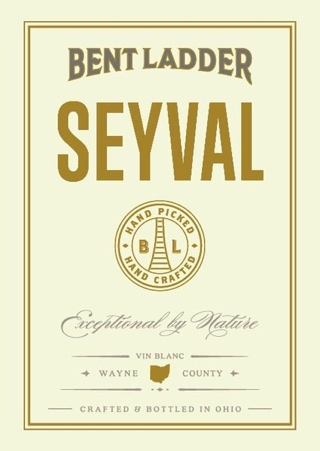 BENT LADDER
SEYVAL
HAND PICKED
B L
HAND CRAFTED
Exceptional by Nature
VIN BLANC
WAYNE COUNTY
CRAFTED & BOTTLED IN OHIO